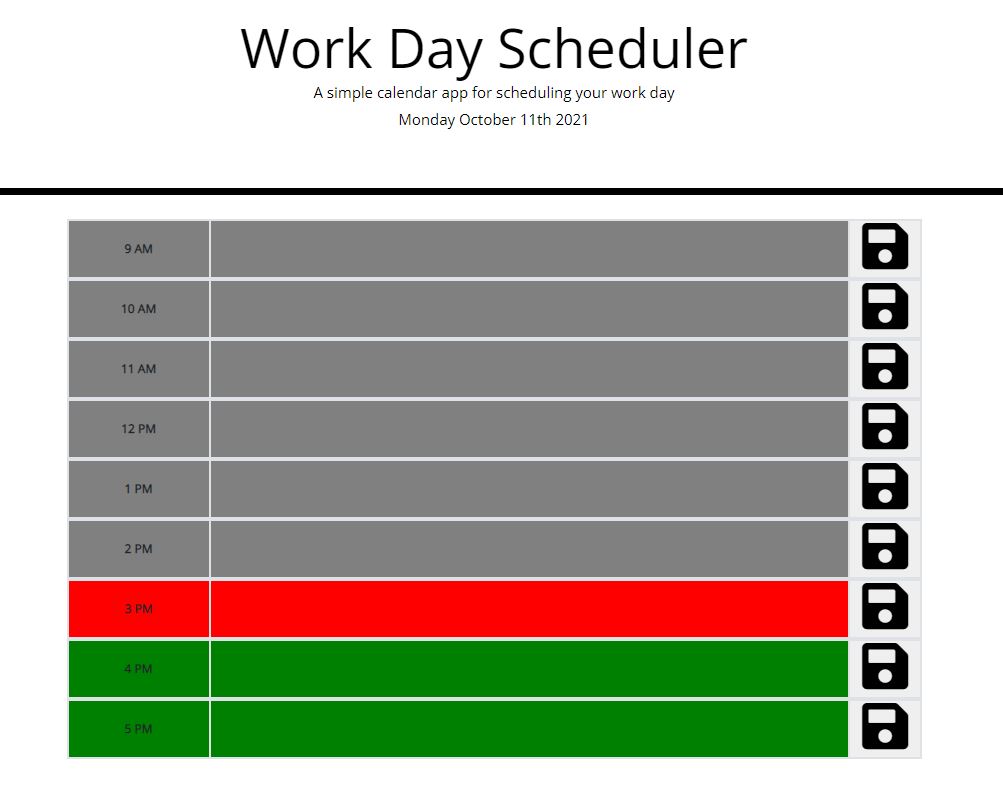 Work Day Scheduler
A simple calendar app for scheduling your work day
Monday October 11th 2021
9 AM
10 AM
11 AM
12 PM
1 PM
2 PM
3 PM
4 PM
5 PM